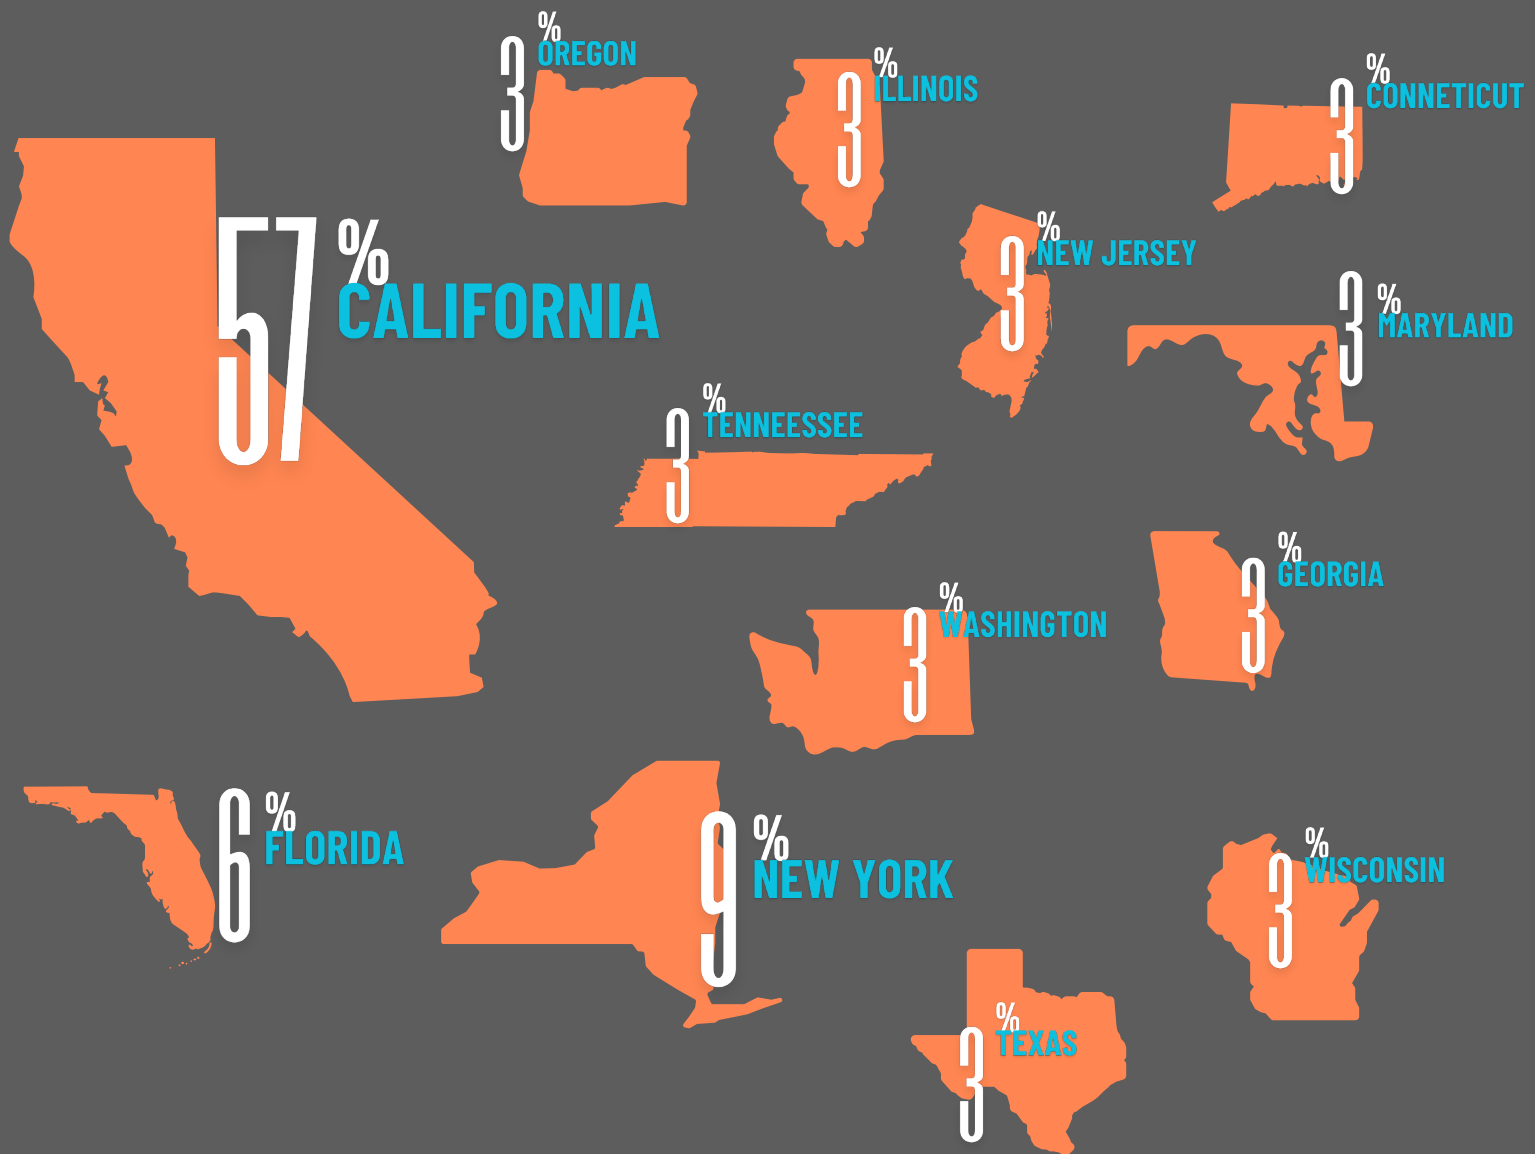 3% OREGON
3% ILLINOIS
3% CONNETICUT
57% CALIFORNIA
3% NEW JERSEY
3% MARYLAND
3% TENNEESSEE
3% GEORGIA
3% WASHINGTON
6% FLORIDA
9% NEW YORK
3% WISCONSIN
3% TEXAS